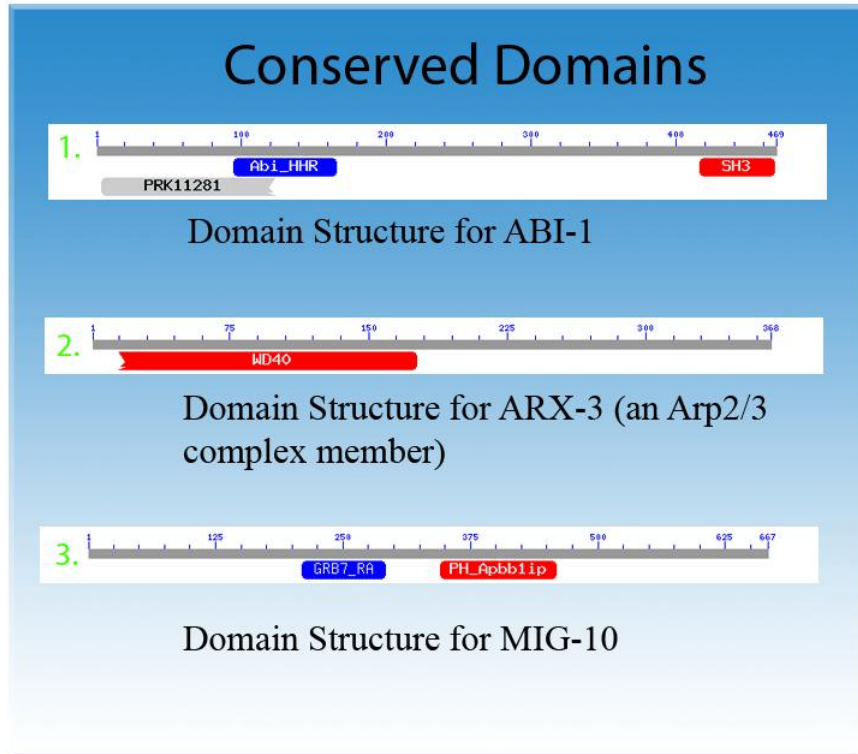 Conserved Domains
1.
1 100 200 300 400 469
Abi_HHR SH3
PRK11281
Domain Structure for ABI-1
2.
1 75 150 225 300 368
WD40
Domain Structure for ARX-3 (an Arp2/3
complex member)
3.
1 125 250 375 500 625 667
GRB7_RA PH_Apbb1ip
Domain Structure for MIG-10